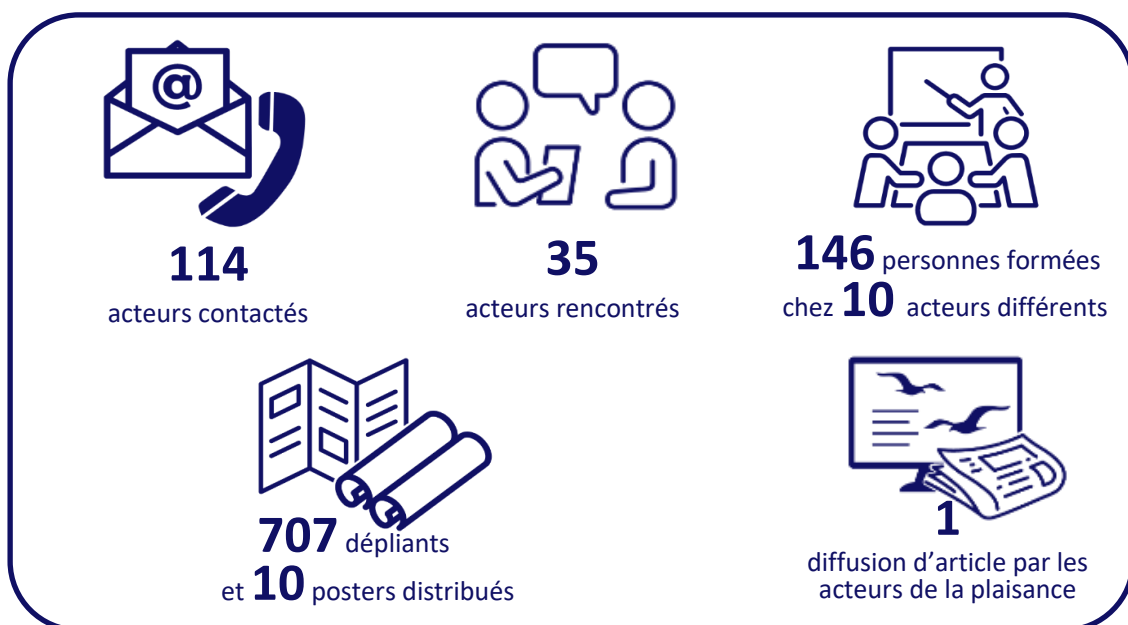 @
114
acteurs contactés
35
acteurs rencontrés
146 personnes formées
chez 10 acteurs différents
707 dépliants
et 10 posters distribués
1
diffusion d'article par les
acteurs de la plaisance